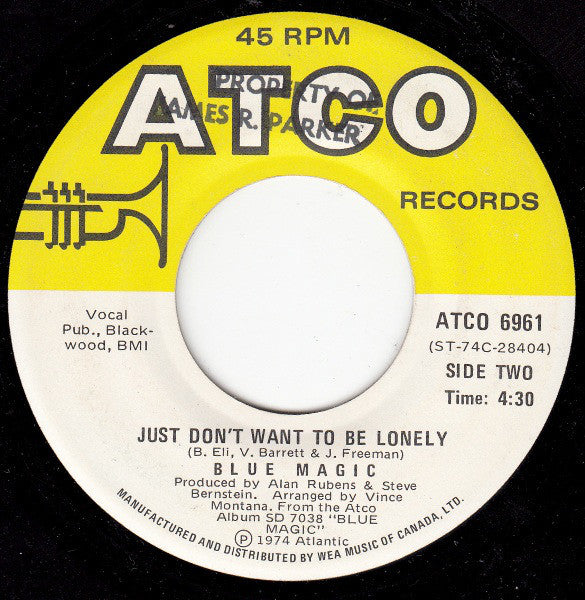 45 RPM
ATCO
PROPERTY OF
JAMES R. PARKER
RECORDS
Vocal
Pub., Black-
wood, BMI
ATCO 6961
(ST-74C-28404)
SIDE TWO
Time: 4:30
JUST DON'T WANT TO BE LONELY
(B. Eli, V. Barrett & J. Freeman)
BLUE MAGIC
Produced by Alan Rubens & Steve
Bernstein. Arranged by Vince
Montana. From the Atco
Album SD 7038 "BLUE
MAGIC"
Ⓟ 1974 Atlantic
MANUFACTURED AND DISTRIBUTED BY WEA MUSIC OF CANADA, LTD.